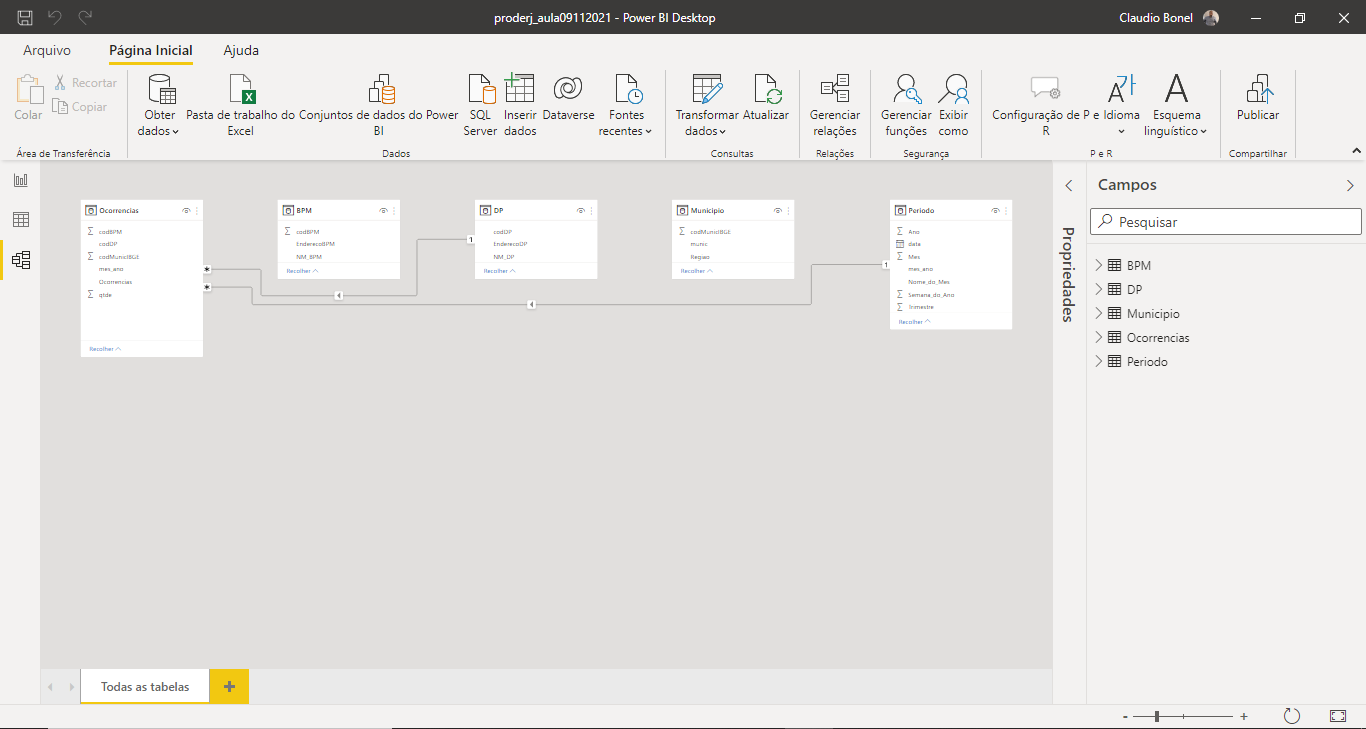 proderj_aula09112021 - Power BI Desktop
Claudio Bonel
Arquivo
Página Inicial
Ajuda
Colar
Recortar
Copiar
Área de Transferência
Obter
dados
Pasta de trabalho do
Excel
Conjuntos de dados do Power
BI
SQL
Server
Inserir
dados
Dataverse
Fontes
recentes
Dados
Transformar
dados
Atualizar
Consultas
Gerenciar
relações
Relações
Gerenciar
funções
Exibir
como
Segurança
Configuração de P e
R
Idioma
Esquema
linguístico
P e R
Publicar
Compartilhar
Ocorrencias
codBPM
codDP
codMunicIBGE
mes_ano
Ocorrencias
qtde
Recolher
BPM
codBPM
EnderecoBPM
NM_BPM
Recolher
DP
codDP
EnderecoDP
NM_DP
Recolher
Municipio
codMunicIBGE
munic
Regiao
Recolher
Periodo
Ano
data
Mes
mes_ano
Nome_do_Mes
Semana_do_Ano
Trimestre
Recolher
*
*
1
1
Propriedades
Campos
Pesquisar
BPM
DP
Municipio
Ocorrencias
Periodo
Todas as tabelas